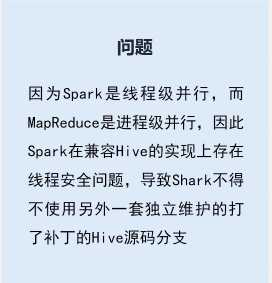 问题
因为Spark是线程级并行，而
MapReduce是进程级并行，因此
Spark在兼容Hive的实现上存在
线程安全问题，导致Shark不得
不使用另外一套独立维护的打
了补丁的Hive源码分支